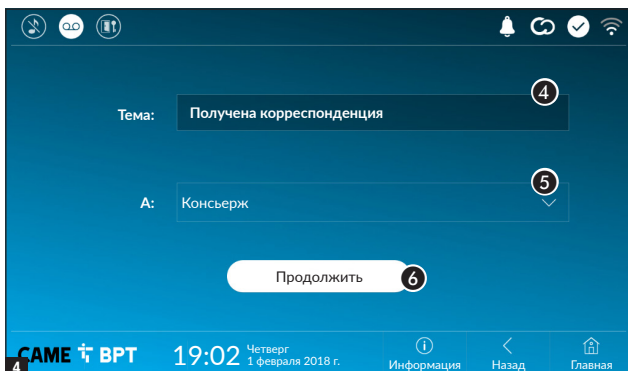 Тема: Получена корреспонденция ④
А: Консьерж ⑤
Продолжить ⑥
CAME BPT 19:02 Четверг
1 февраля 2018 г.
Информация Назад Главная
4